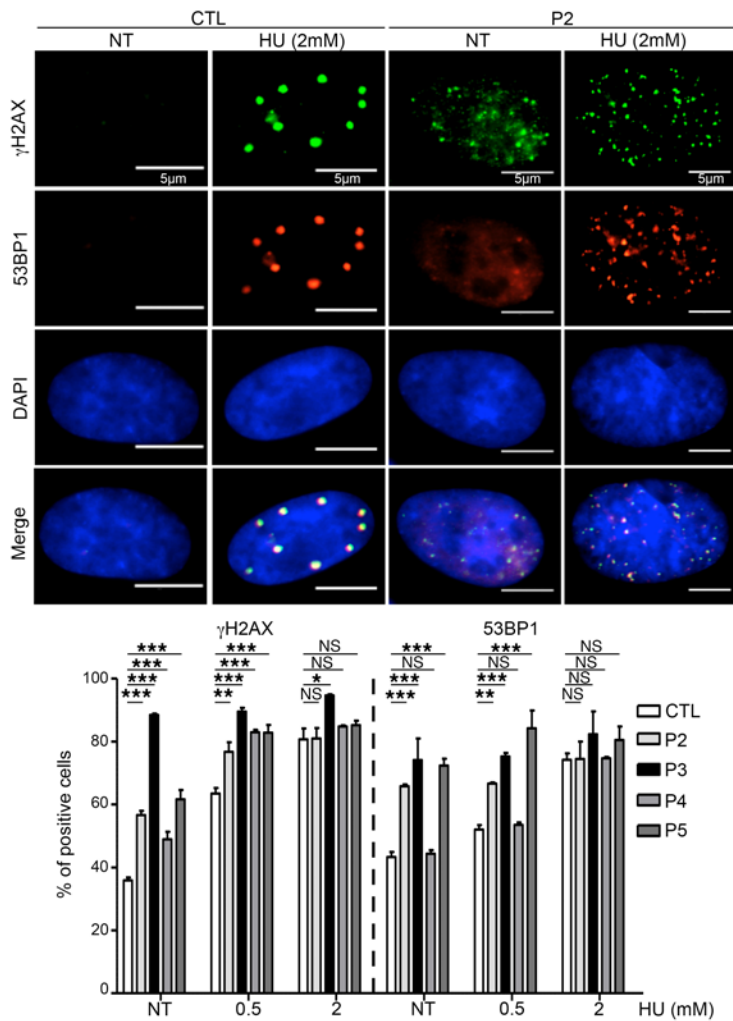 CTL P2
NT HU (2mM) NT HU (2mM)
γH2AX
5μm 5μm 5μm 5μm
53BP1
DAPI
Merge
γH2AX 53BP1
*** NS *** *** NS
*** *** NS *** NS NS
*** *** * *** *** NS
*** ** NS *** ** NS
100
80
60
40
20
0
% of positive cells
CTL
P2
P3
P4
P5
NT 0.5 2 NT 0.5 2 HU (mM)